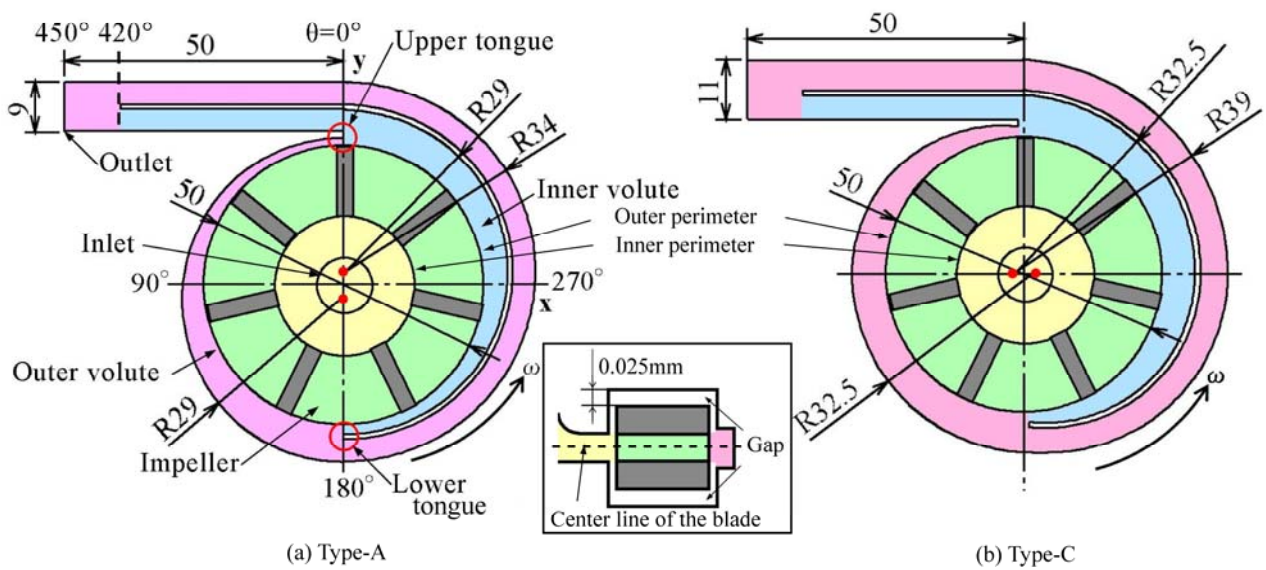 450° 420° θ=0° Upper tongue
50
y
9
R29
R34
Outlet
50
Inner volute
Outer perimeter
Inner perimeter
Inlet
90°
270°
x
Outer volute
R29
ω
Impeller
180°
Lower
tongue
0.025mm
Gap
Center line of the blade
(a) Type-A
50
11
R32.5
R39
50
R32.5
ω
(b) Type-C